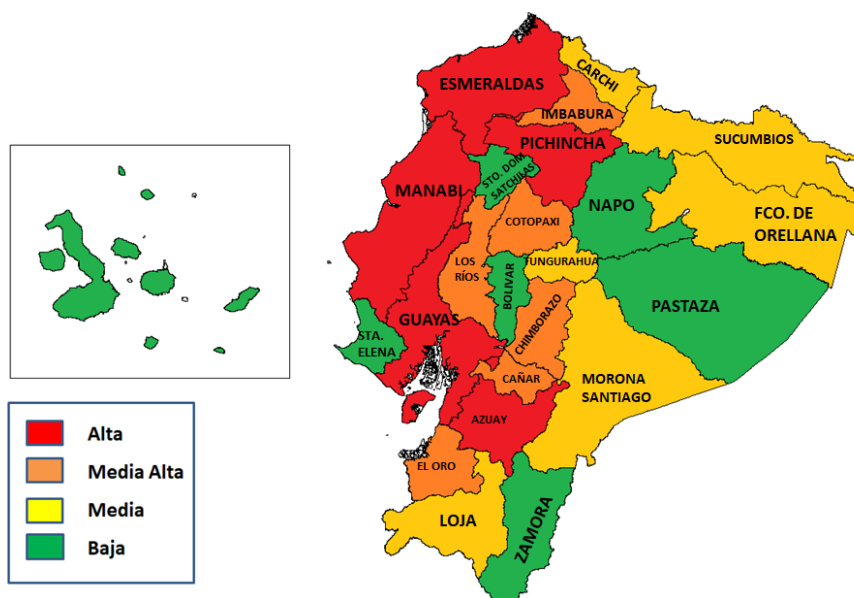 CARCHI
ESMERALDAS
IMBABURA
SUCUMBIOS
PICHINCHA
STO. DOM.
SATCHILAS
MANABI
NAPO
FCO. DE
ORELLANA
COTOPAXI
LOS
RÍOS
TUNGURAHUA
BOLIVAR
PASTAZA
GUAYAS
CHIMBORAZO
STA.
ELENA
CAÑAR
MORONA
SANTIAGO
AZUAY
EL ORO
LOJA
ZAMORA
Alta
Media Alta
Media
Baja